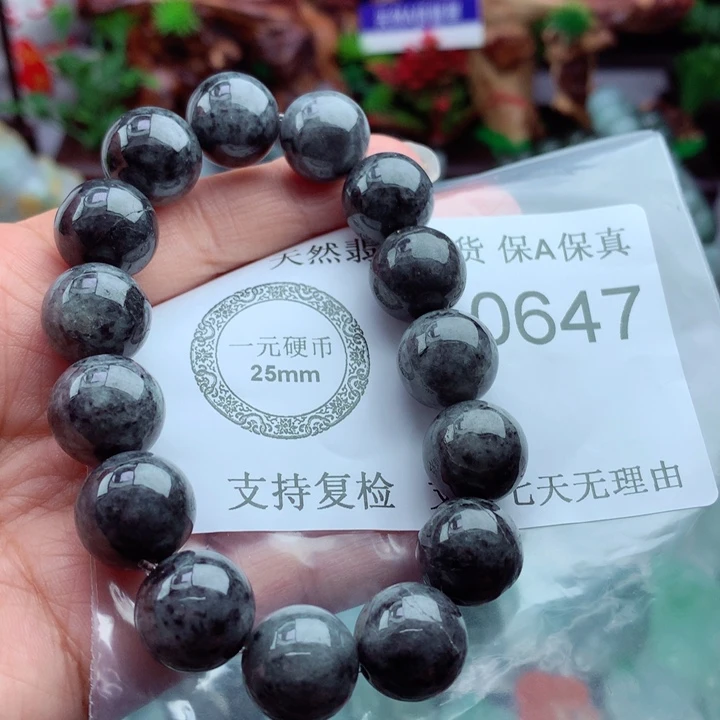 天然翡 货 保A保真
0647
一元硬币
25mm
支持复检
七天无理由